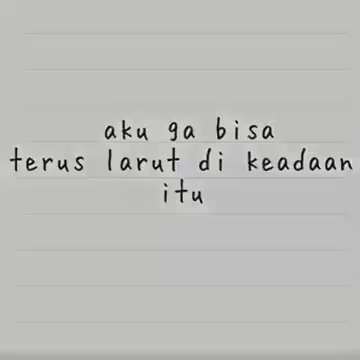 aku ga bisa
terus larut di keadaan
itu